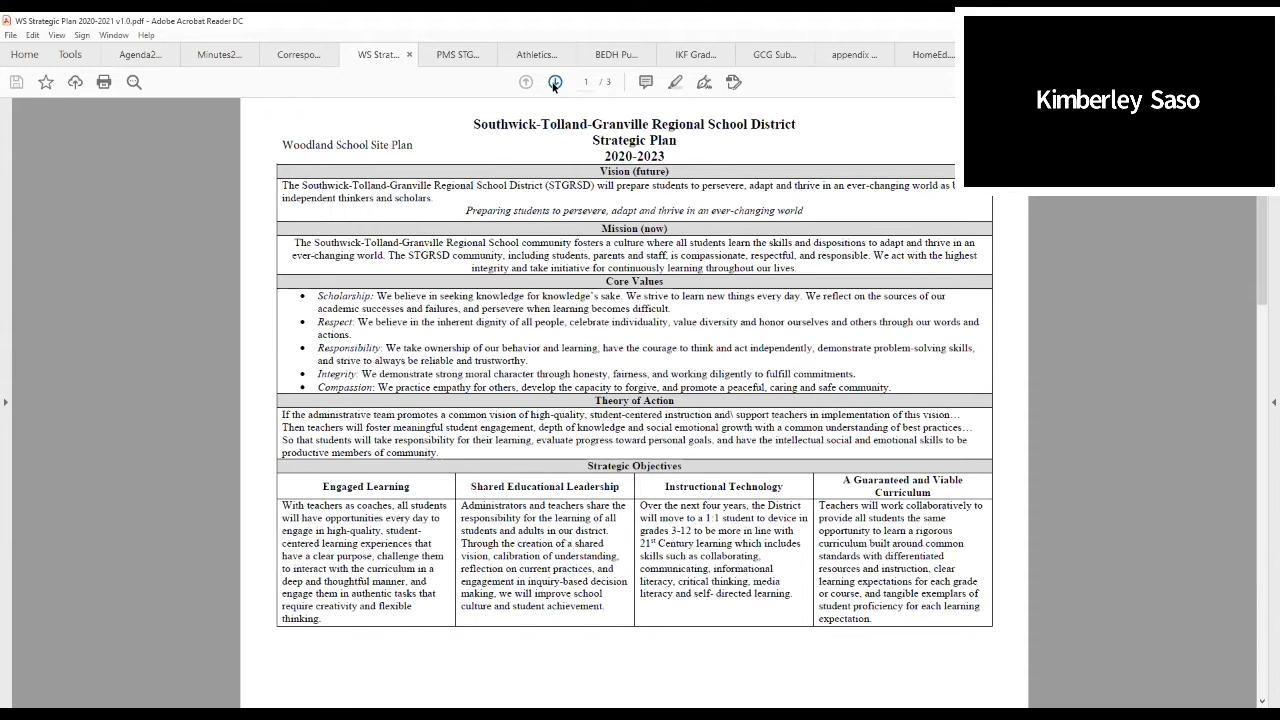 WS Strategic Plan 2020-2021 v1.0.pdf - Adobe Acrobat Reader DC
File Edit View Sign Window Help
Home Tools Agenda2... Minutes2... Correspo... WS Strat... × PMS STG... Athletics... BEDH Pu... IKF Grad... GCG Sub... appendix ... HomeEd...
1 / 3
Kimberley Saso
Southwick-Tolland-Granville Regional School District
Strategic Plan
Woodland School Site Plan
2020-2023
Vision (future)
The Southwick-Tolland-Granville Regional School District (STGRSD) will prepare students to persevere, adapt and thrive in an ever-changing world as
independent thinkers and scholars.
Preparing students to persevere, adapt and thrive in an ever-changing world
Mission (now)
The Southwick-Tolland-Granville Regional School community fosters a culture where all students learn the skills and dispositions to adapt and thrive in an
ever-changing world. The STGRSD community, including students, parents and staff, is compassionate, respectful, and responsible. We act with the highest
integrity and take initiative for continuously learning throughout our lives.
Core Values
• Scholarship: We believe in seeking knowledge for knowledge's sake. We strive to learn new things every day. We reflect on the sources of our
academic successes and failures, and persevere when learning becomes difficult.
• Respect: We believe in the inherent dignity of all people, celebrate individuality, value diversity and honor ourselves and others through our words and
actions.
• Responsibility: We take ownership of our behavior and learning, have the courage to think and act independently, demonstrate problem-solving skills,
and strive to always be reliable and trustworthy.
• Integrity: We demonstrate strong moral character through honesty, fairness, and working diligently to fulfill commitments.
• Compassion: We practice empathy for others, develop the capacity to forgive, and promote a peaceful, caring and safe community.
Theory of Action
If the administrative team promotes a common vision of high-quality, student-centered instruction and\ support teachers in implementation of this vision…
Then teachers will foster meaningful student engagement, depth of knowledge and social emotional growth with a common understanding of best practices…
So that students will take responsibility for their learning, evaluate progress toward personal goals, and have the intellectual social and emotional skills to be
productive members of community.
Strategic Objectives
Engaged Learning
With teachers as coaches, all students
will have opportunities every day to
engage in high-quality, student-
centered learning experiences that
have a clear purpose, challenge them
to interact with the curriculum in a
deep and thoughtful manner, and
engage them in authentic tasks that
require creativity and flexible
thinking.
Shared Educational Leadership
Administrators and teachers share the
responsibility for the learning of all
students and adults in our district.
Through the creation of a shared
vision, calibration of understanding,
reflection on current practices, and
engagement in inquiry-based decision
making, we will improve school
culture and student achievement.
Instructional Technology
Over the next four years, the District
will move to a 1:1 student to device in
grades 3-12 to be more in line with
21st Century learning which includes
skills such as collaborating,
communicating, informational
literacy, critical thinking, media
literacy and self- directed learning.
A Guaranteed and Viable
Curriculum
Teachers will work collaboratively to
provide all students the same
opportunity to learn a rigorous
curriculum built around common
standards with differentiated
resources and instruction, clear
learning expectations for each grade
or course, and tangible exemplars of
student proficiency for each learning
expectation.